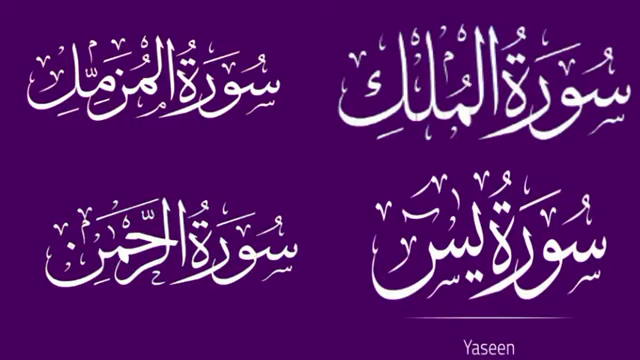 سُورَةُ المُلْكِ
سُورَةُ المُزَمِّلِ
سُورَةُ يسٓ
سُورَةُ الرَّحْمَنِ
Yaseen